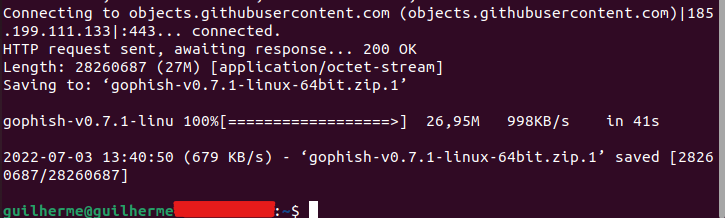 Connecting to objects.githubusercontent.com (objects.githubusercontent.com)|185
.199.111.133|:443... connected.
HTTP request sent, awaiting response... 200 OK
Length: 28260687 (27M) [application/octet-stream]
Saving to: ‘gophish-v0.7.1-linux-64bit.zip.1’
gophish-v0.7.1-linu 100%[==================>]  26,95M   998KB/s    in 41s
2022-07-03 13:40:50 (679 KB/s) - ‘gophish-v0.7.1-linux-64bit.zip.1’ saved [2826
0687/28260687]
guilherme@guilherme:~$